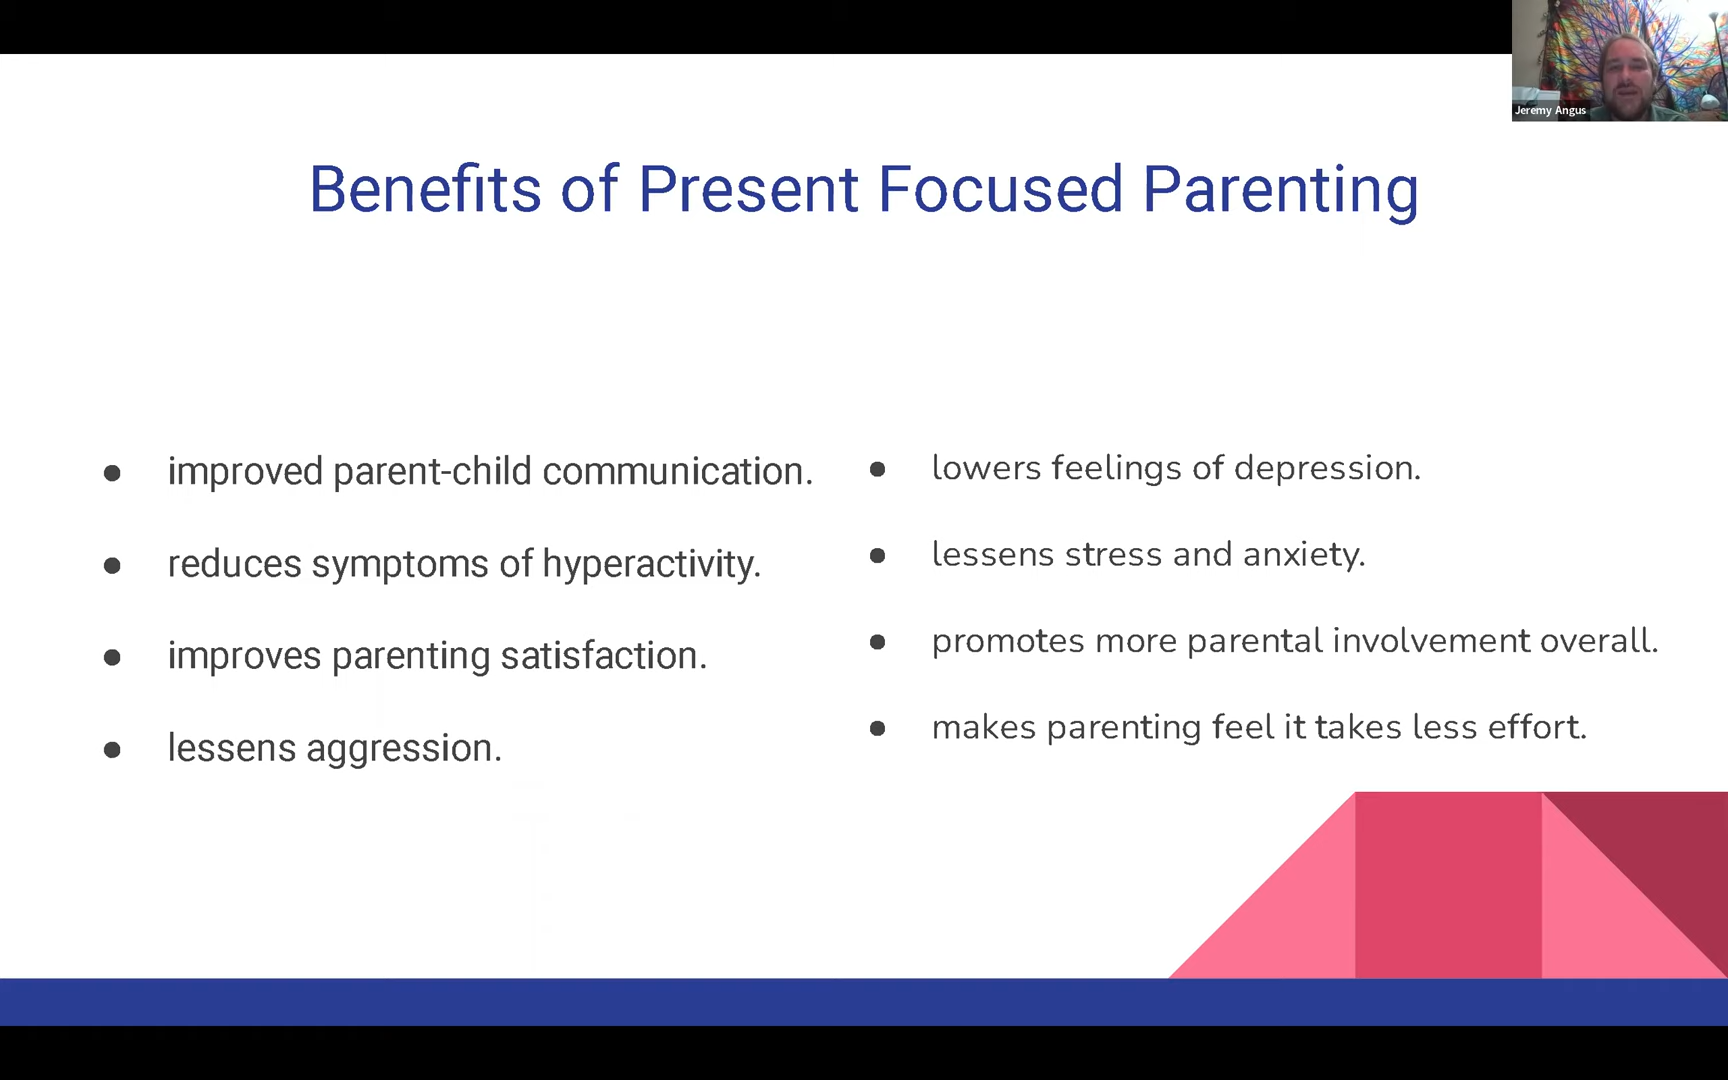 Jeremy Angus
Benefits of Present Focused Parenting
improved parent-child communication.
reduces symptoms of hyperactivity.
improves parenting satisfaction.
lessens aggression.
lowers feelings of depression.
lessens stress and anxiety.
promotes more parental involvement overall.
makes parenting feel it takes less effort.